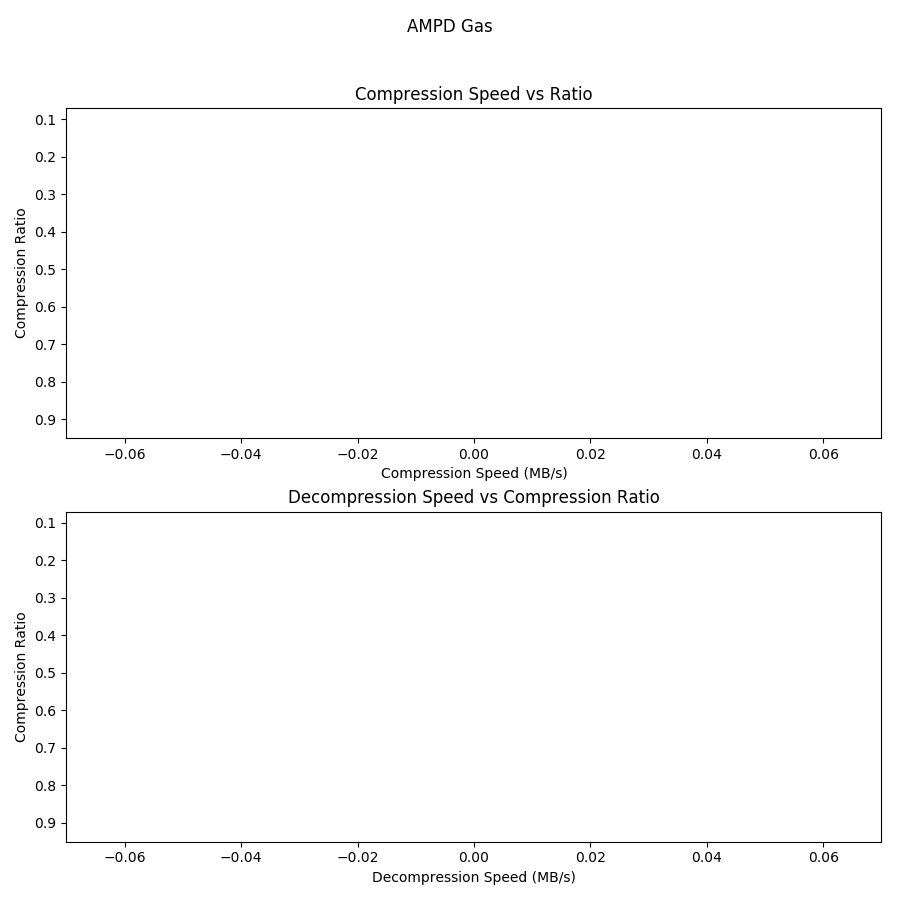 AMPD Gas
Compression Speed vs Ratio
Compression Ratio
0.1
0.2
0.3
0.4
0.5
0.6
0.7
0.8
0.9
−0.06 −0.04 −0.02 0.00 0.02 0.04 0.06
Compression Speed (MB/s)
Decompression Speed vs Compression Ratio
Compression Ratio
0.1
0.2
0.3
0.4
0.5
0.6
0.7
0.8
0.9
−0.06 −0.04 −0.02 0.00 0.02 0.04 0.06
Decompression Speed (MB/s)